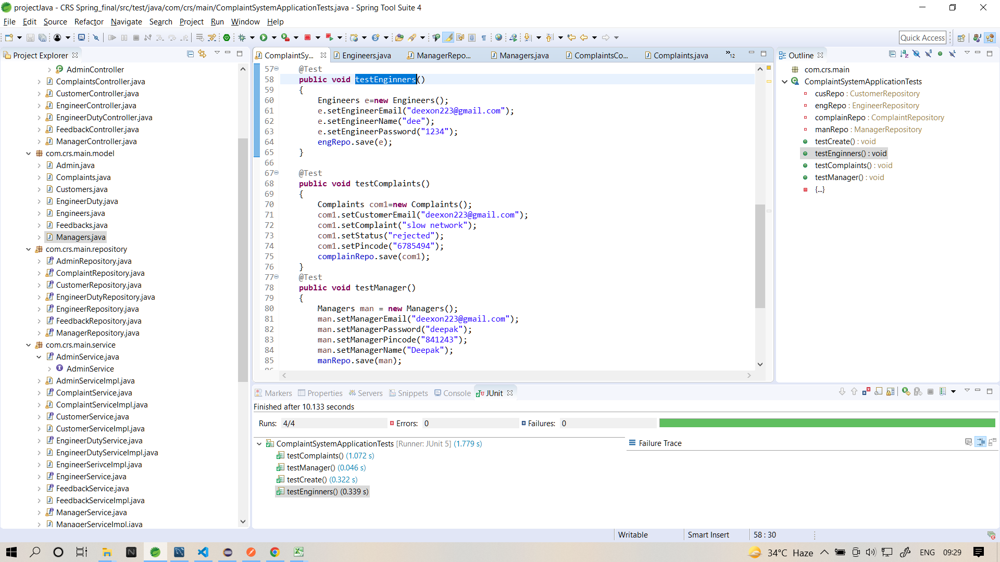 projectJava - CRS Spring_final/src/test/java/com/crs/main/ComplaintSystemApplicationTests.java - Spring Tool Suite 4
File Edit Source Refactor Navigate Search Project Run Window Help
Quick Access
Project Explorer
AdminController
ComplaintsController.java
CustomerController.java
EngineerController.java
EngineerDutyController.java
FeedbackController.java
ManagerController.java
com.crs.main.model
Admin.java
Complaints.java
Customers.java
EngineerDuty.java
Engineers.java
Feedbacks.java
Managers.java
com.crs.main.repository
AdminRepository.java
ComplaintRepository.java
CustomerRepository.java
EngineerDutyRepository.java
EngineerRepository.java
FeedbackRepository.java
ManagerRepository.java
com.crs.main.service
AdminService.java
AdminService
AdminServiceImpl.java
ComplaintService.java
ComplaintServiceImpl.java
CustomerService.java
CustomerServiceImpl.java
EngineerDutyService.java
EngineerDutyServiceImpl.java
EngineerSerivceImpl.java
EngineerService.java
FeedbackService.java
FeedbackServiceImpl.java
ManagerService.java
ManagerServiceImpl.java
ComplaintSy... Engineers.java ManagerRepo... Managers.java ComplaintsCo... Complaints.java »12
57 @Test
58 public void testEnginners()
59 {
60 Engineers e=new Engineers();
61 e.setEngineerEmail("deexon223@gmail.com");
62 e.setEngineerName("dee");
63 e.setEngineerPassword("1234");
64 engRepo.save(e);
65 }
66
67 @Test
68 public void testComplaints()
69 {
70 Complaints com1=new Complaints();
71 com1.setCustomerEmail("deexon223@gmail.com");
72 com1.setComplaint("slow network");
73 com1.setStatus("rejected");
74 com1.setPincode("6785494");
75 complainRepo.save(com1);
76 }
77 @Test
78 public void testManager()
79 {
80 Managers man = new Managers();
81 man.setManagerEmail("deexon223@gmail.com");
82 man.setManagerPassword("deepak");
83 man.setManagerPincode("841243");
84 man.setManagerName("Deepak");
85 manRepo.save(man);
86
Outline
com.crs.main
ComplaintSystemApplicationTests
cusRepo : CustomerRepository
engRepo : EngineerRepository
complainRepo : ComplaintRepository
manRepo : ManagerRepository
testCreate() : void
testEnginners() : void
testComplaints() : void
testManager() : void
{...}
Markers Properties Servers Snippets Console JUnit
Finished after 10.133 seconds
Runs: 4/4 Errors: 0 Failures: 0
ComplaintSystemApplicationTests [Runner: JUnit 5] (1.779 s)
testComplaints() (1.072 s)
testManager() (0.046 s)
testCreate() (0.322 s)
testEnginners() (0.339 s)
Failure Trace
Writable Smart Insert 58 : 30
34°C Haze ENG 09:29